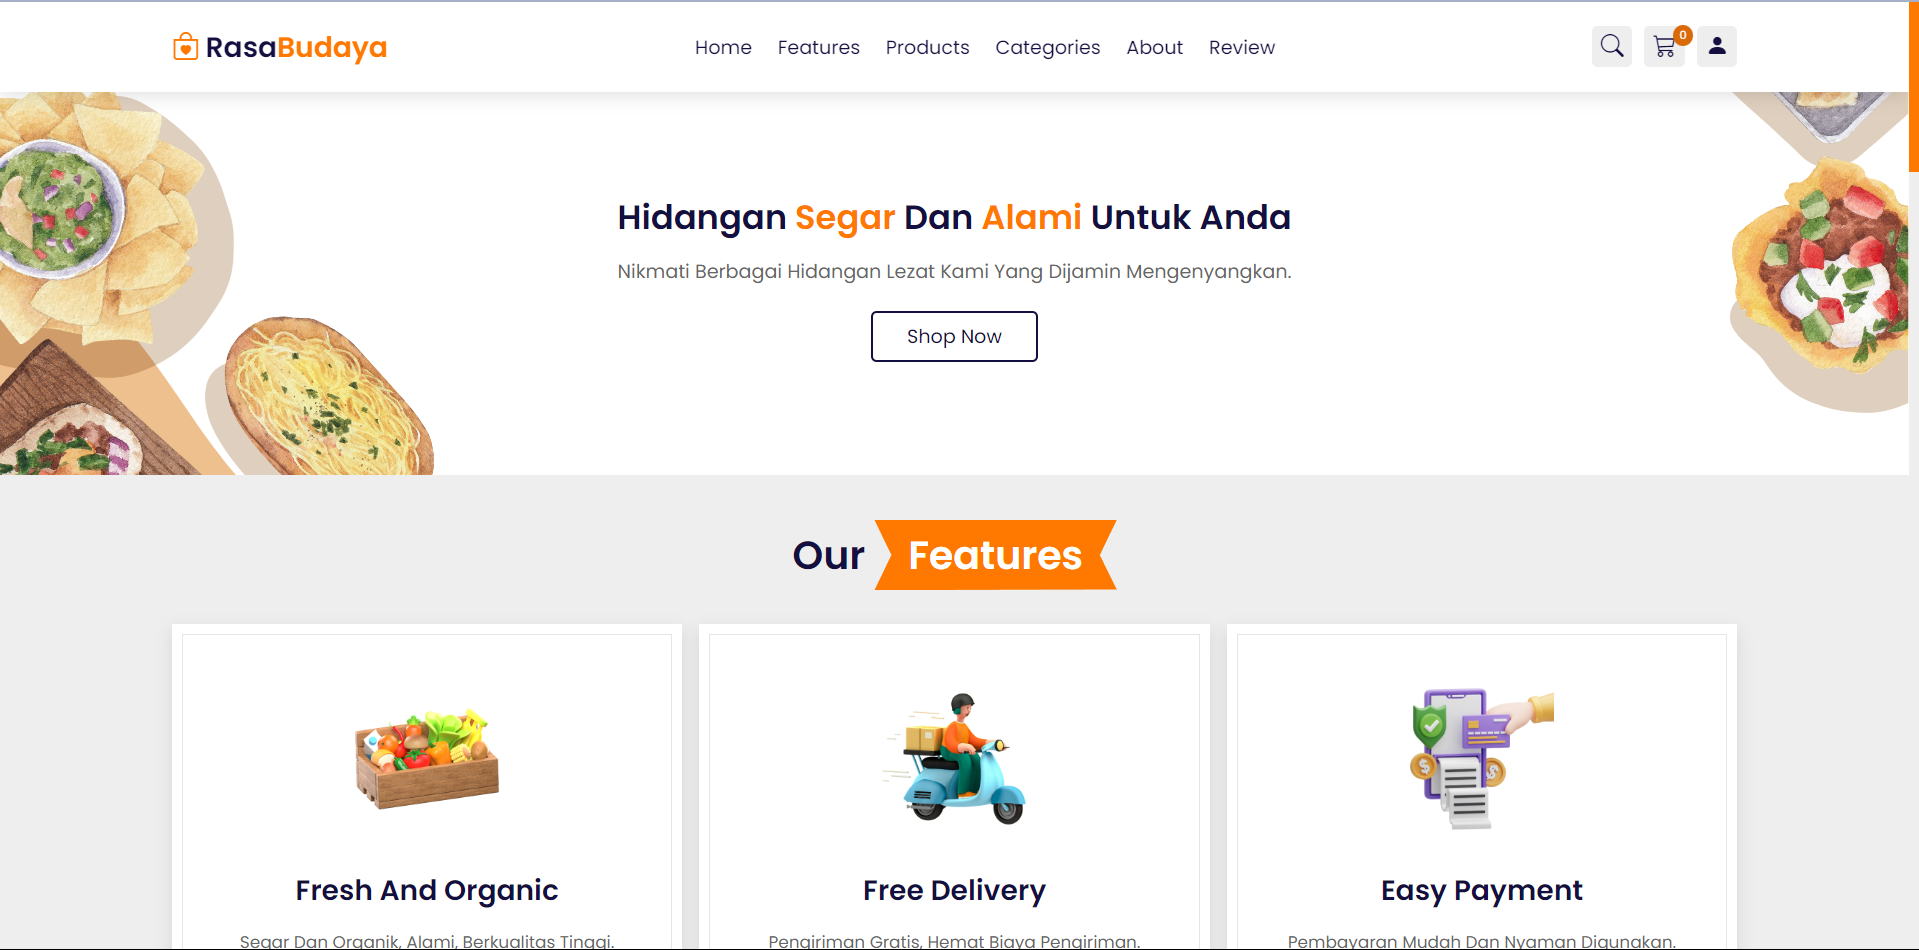 RasaBudaya
Home Features Products Categories About Review
0
Hidangan Segar Dan Alami Untuk Anda
Nikmati Berbagai Hidangan Lezat Kami Yang Dijamin Mengenyangkan.
Shop Now
Our Features
Fresh And Organic
Segar Dan Organik, Alami, Berkualitas Tinggi.
Free Delivery
Pengiriman Gratis, Hemat Biaya Pengiriman.
Easy Payment
Pembayaran Mudah Dan Nyaman Digunakan.